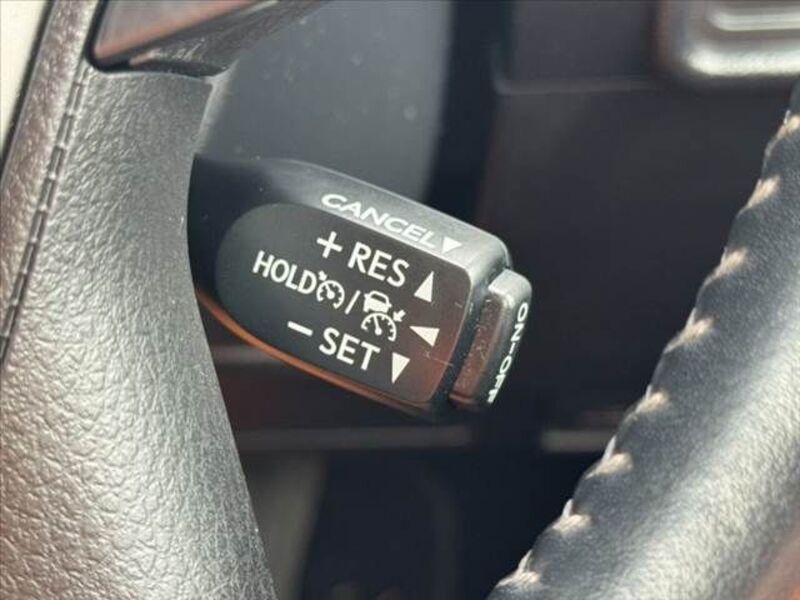 CANCEL
+ RES
HOLD /
− SET
ON-OFF